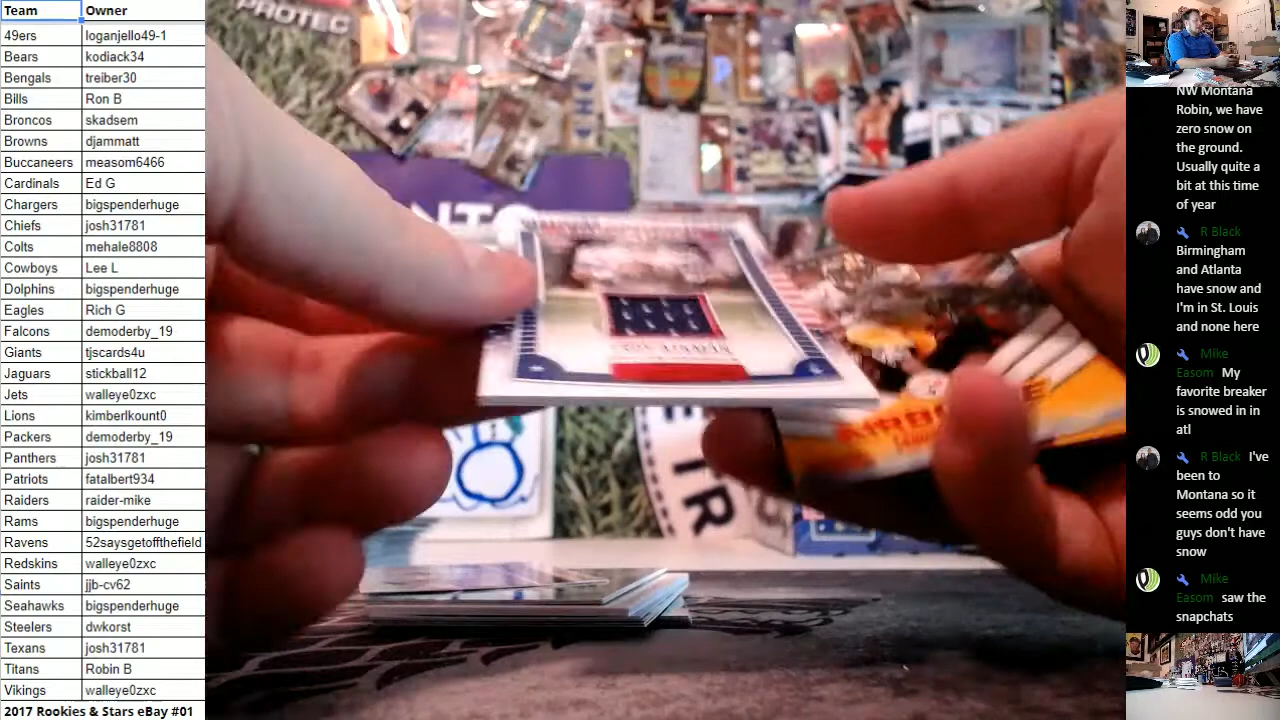 Team Owner
49ers loganjello49-1
Bears kodiack34
Bengals treiber30
Bills Ron B
Broncos skadsem
Browns djammatt
Buccaneers measom6466
Cardinals Ed G
Chargers bigspenderhuge
Chiefs josh31781
Colts mehale8808
Cowboys Lee L
Dolphins bigspenderhuge
Eagles Rich G
Falcons demoderby_19
Giants tjscards4u
Jaguars stickball12
Jets walleye0zxc
Lions kimberlkount0
Packers demoderby_19
Panthers josh31781
Patriots fatalbert934
Raiders raider-mike
Rams bigspenderhuge
Ravens 52saysgetoffthefield
Redskins walleye0zxc
Saints jjb-cv62
Seahawks bigspenderhuge
Steelers dwkorst
Texans josh31781
Titans Robin B
Vikings walleye0zxc
2017 Rookies & Stars eBay #01
PROTEC
ETR
NW Montana
Robin, we have
zero snow on
the ground.
Usually quite a
bit at this time
of year
R Black
Birmingham
and Atlanta
have snow and
I'm in St. Louis
and none here
Mike
Easom My
favorite breaker
is snowed in in
atl
R Black I've
been to
Montana so it
seems odd you
guys don't have
snow
Mike
Easom saw the
snapchats